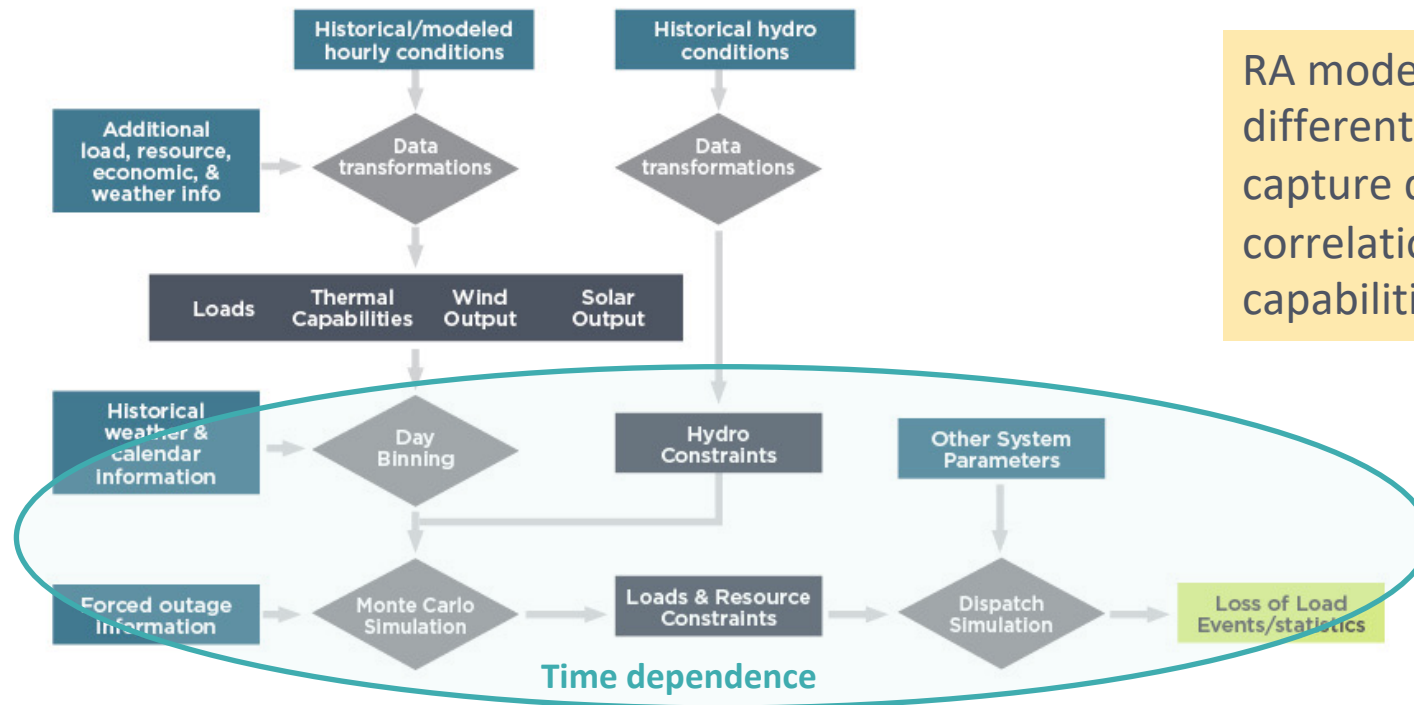 Historical/modeled
hourly conditions
Historical hydro
conditions
RA mode
different
capture
correlatio
capabiliti
Additional
load, resource,
economic, &
weather info
Data
transformations
Data
transformations
Loads
Thermal
Capabilities
Wind
Output
Solar
Output
Historical
weather &
calendar
information
Day
Binning
Hydro
Constraints
Other System
Parameters
Forced outage
information
Monte Carlo
Simulation
Loads & Resource
Constraints
Dispatch
Simulation
Loss of Load
Events/statistics
Time dependence